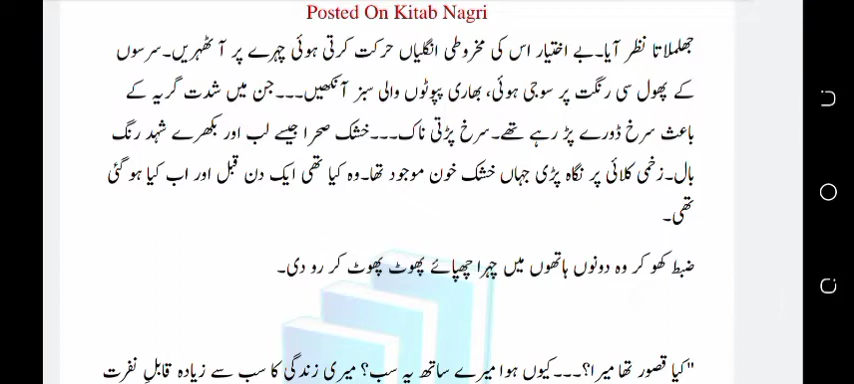 Posted On Kitab Nagri
جھلملاتا نظر آیا۔بے اختیار اس کی مخروطی انگلیاں حرکت کرتی ہوئی چہرے پر آ ٹھہریں۔سرسوں
کے پھول سی رنگت پر سوجی ہوئی، بھاری پپوٹوں والی سبز آنکھیں۔۔۔جن میں شدت گریہ کے
باعث سرخ ڈورے پڑ رہے تھے۔سرخ پڑتی ناک۔۔۔خشک صحرا جیسے لب اور بکھرے شہد رنگ
بال۔زخمی کلائی پر نگاہ پڑی جہاں خشک خون موجود تھا۔وہ کیا تھی ایک دن قبل اور اب کیا ہو گئی
تھی۔
ضبط کھو کر وہ دونوں ہاتھوں میں چہرا چھپائے پھوٹ پھوٹ کر رو دی۔
"کیا قصور تھا میرا؟۔۔۔کیوں ہوا میرے ساتھ یہ سب؟ میری زندگی کا سب سے زیادہ قابلِ نفرت